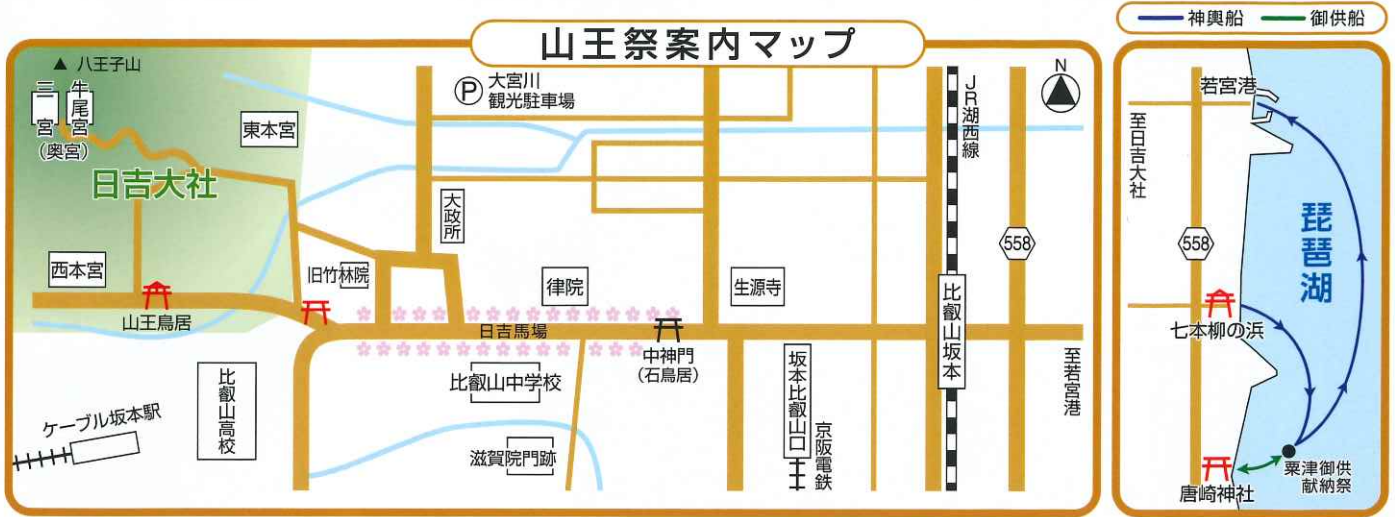 山王祭案内マップ
神輿船
御供船
▲ 八王子山
三宮
牛尾宮
(奥宮)
東本宮
日吉大社
西本宮
山王鳥居
旧竹林院
大政所
P 大宮川
観光駐車場
律院
生源寺
日吉馬場
中神門
(石鳥居)
比叡山中学校
滋賀院門跡
比叡山高校
ケーブル坂本駅
坂本比叡山口
京阪電鉄
JR湖西線
比叡山坂本
N
558
至若宮港
若宮港
至日吉大社
558
琵琶湖
七本柳の浜
粟津御供
献納祭
唐崎神社